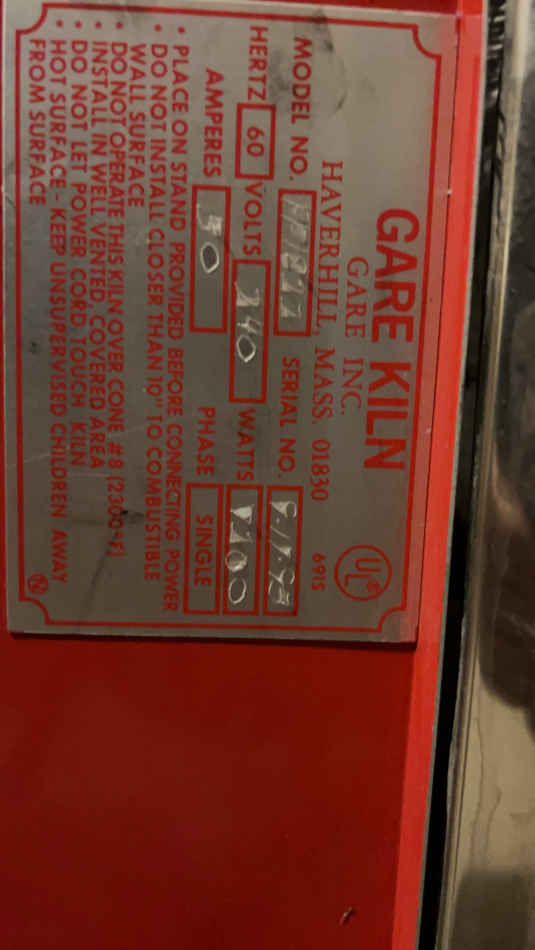 GARE KILN
GARE INC.
HAVERHILL, MASS. 01830
UL®
691S
MODEL NO. SERIAL NO.
HERTZ 60 VOLTS 240 WATTS
AMPERES 50 PHASE SINGLE
• PLACE ON STAND PROVIDED BEFORE CONNECTING POWER
• DO NOT INSTALL CLOSER THAN 10" TO COMBUSTIBLE
WALL SURFACE
• DO NOT OPERATE THIS KILN OVER CONE #8 (2300°F)
• INSTALL IN WELL VENTED, COVERED AREA
• DO NOT LET POWER CORD TOUCH KILN
• HOT SURFACE - KEEP UNSUPERVISED CHILDREN AWAY
FROM SURFACE